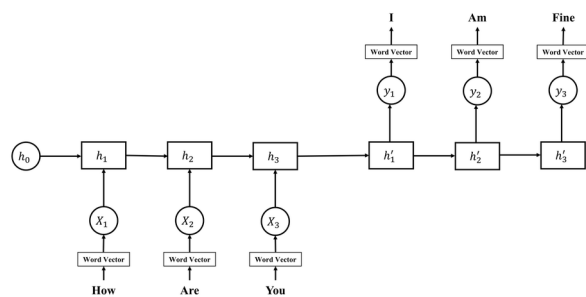 I Am Fine
Word Vector Word Vector Word Vector
y₁ y₂ y₃
h₀ h₁ h₂ h₃ h′₁ h′₂ h′₃
X₁ X₂ X₃
Word Vector Word Vector Word Vector
How Are You